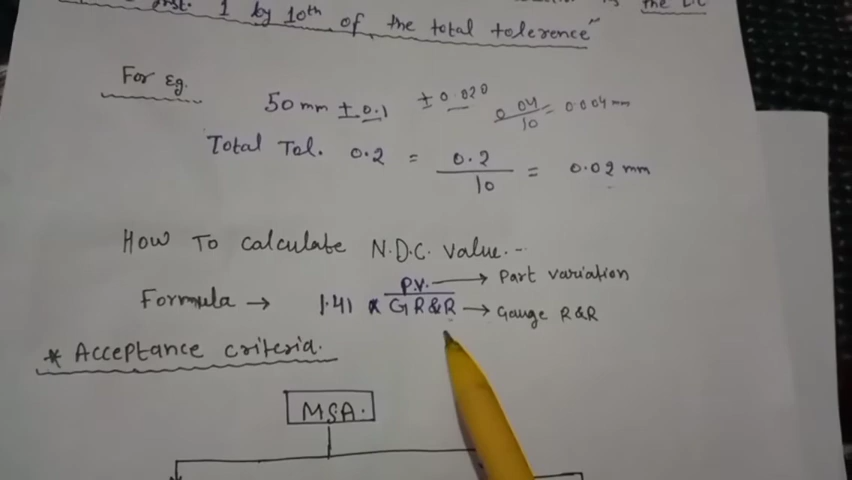 inst. 1 by 10th of the total tolerence"
For Eg.
50 mm ± 0.1 ± 0.020 0.04/10 = 0.004 mm
Total Tol. 0.2 = 0.2/10 = 0.02 mm
How To calculate N.D.C. value.--
Formula → 1.41 x P.V./GR&R
P.V. → Part variation
GR&R → Gauge R&R
* Acceptance criteria.
MSA.